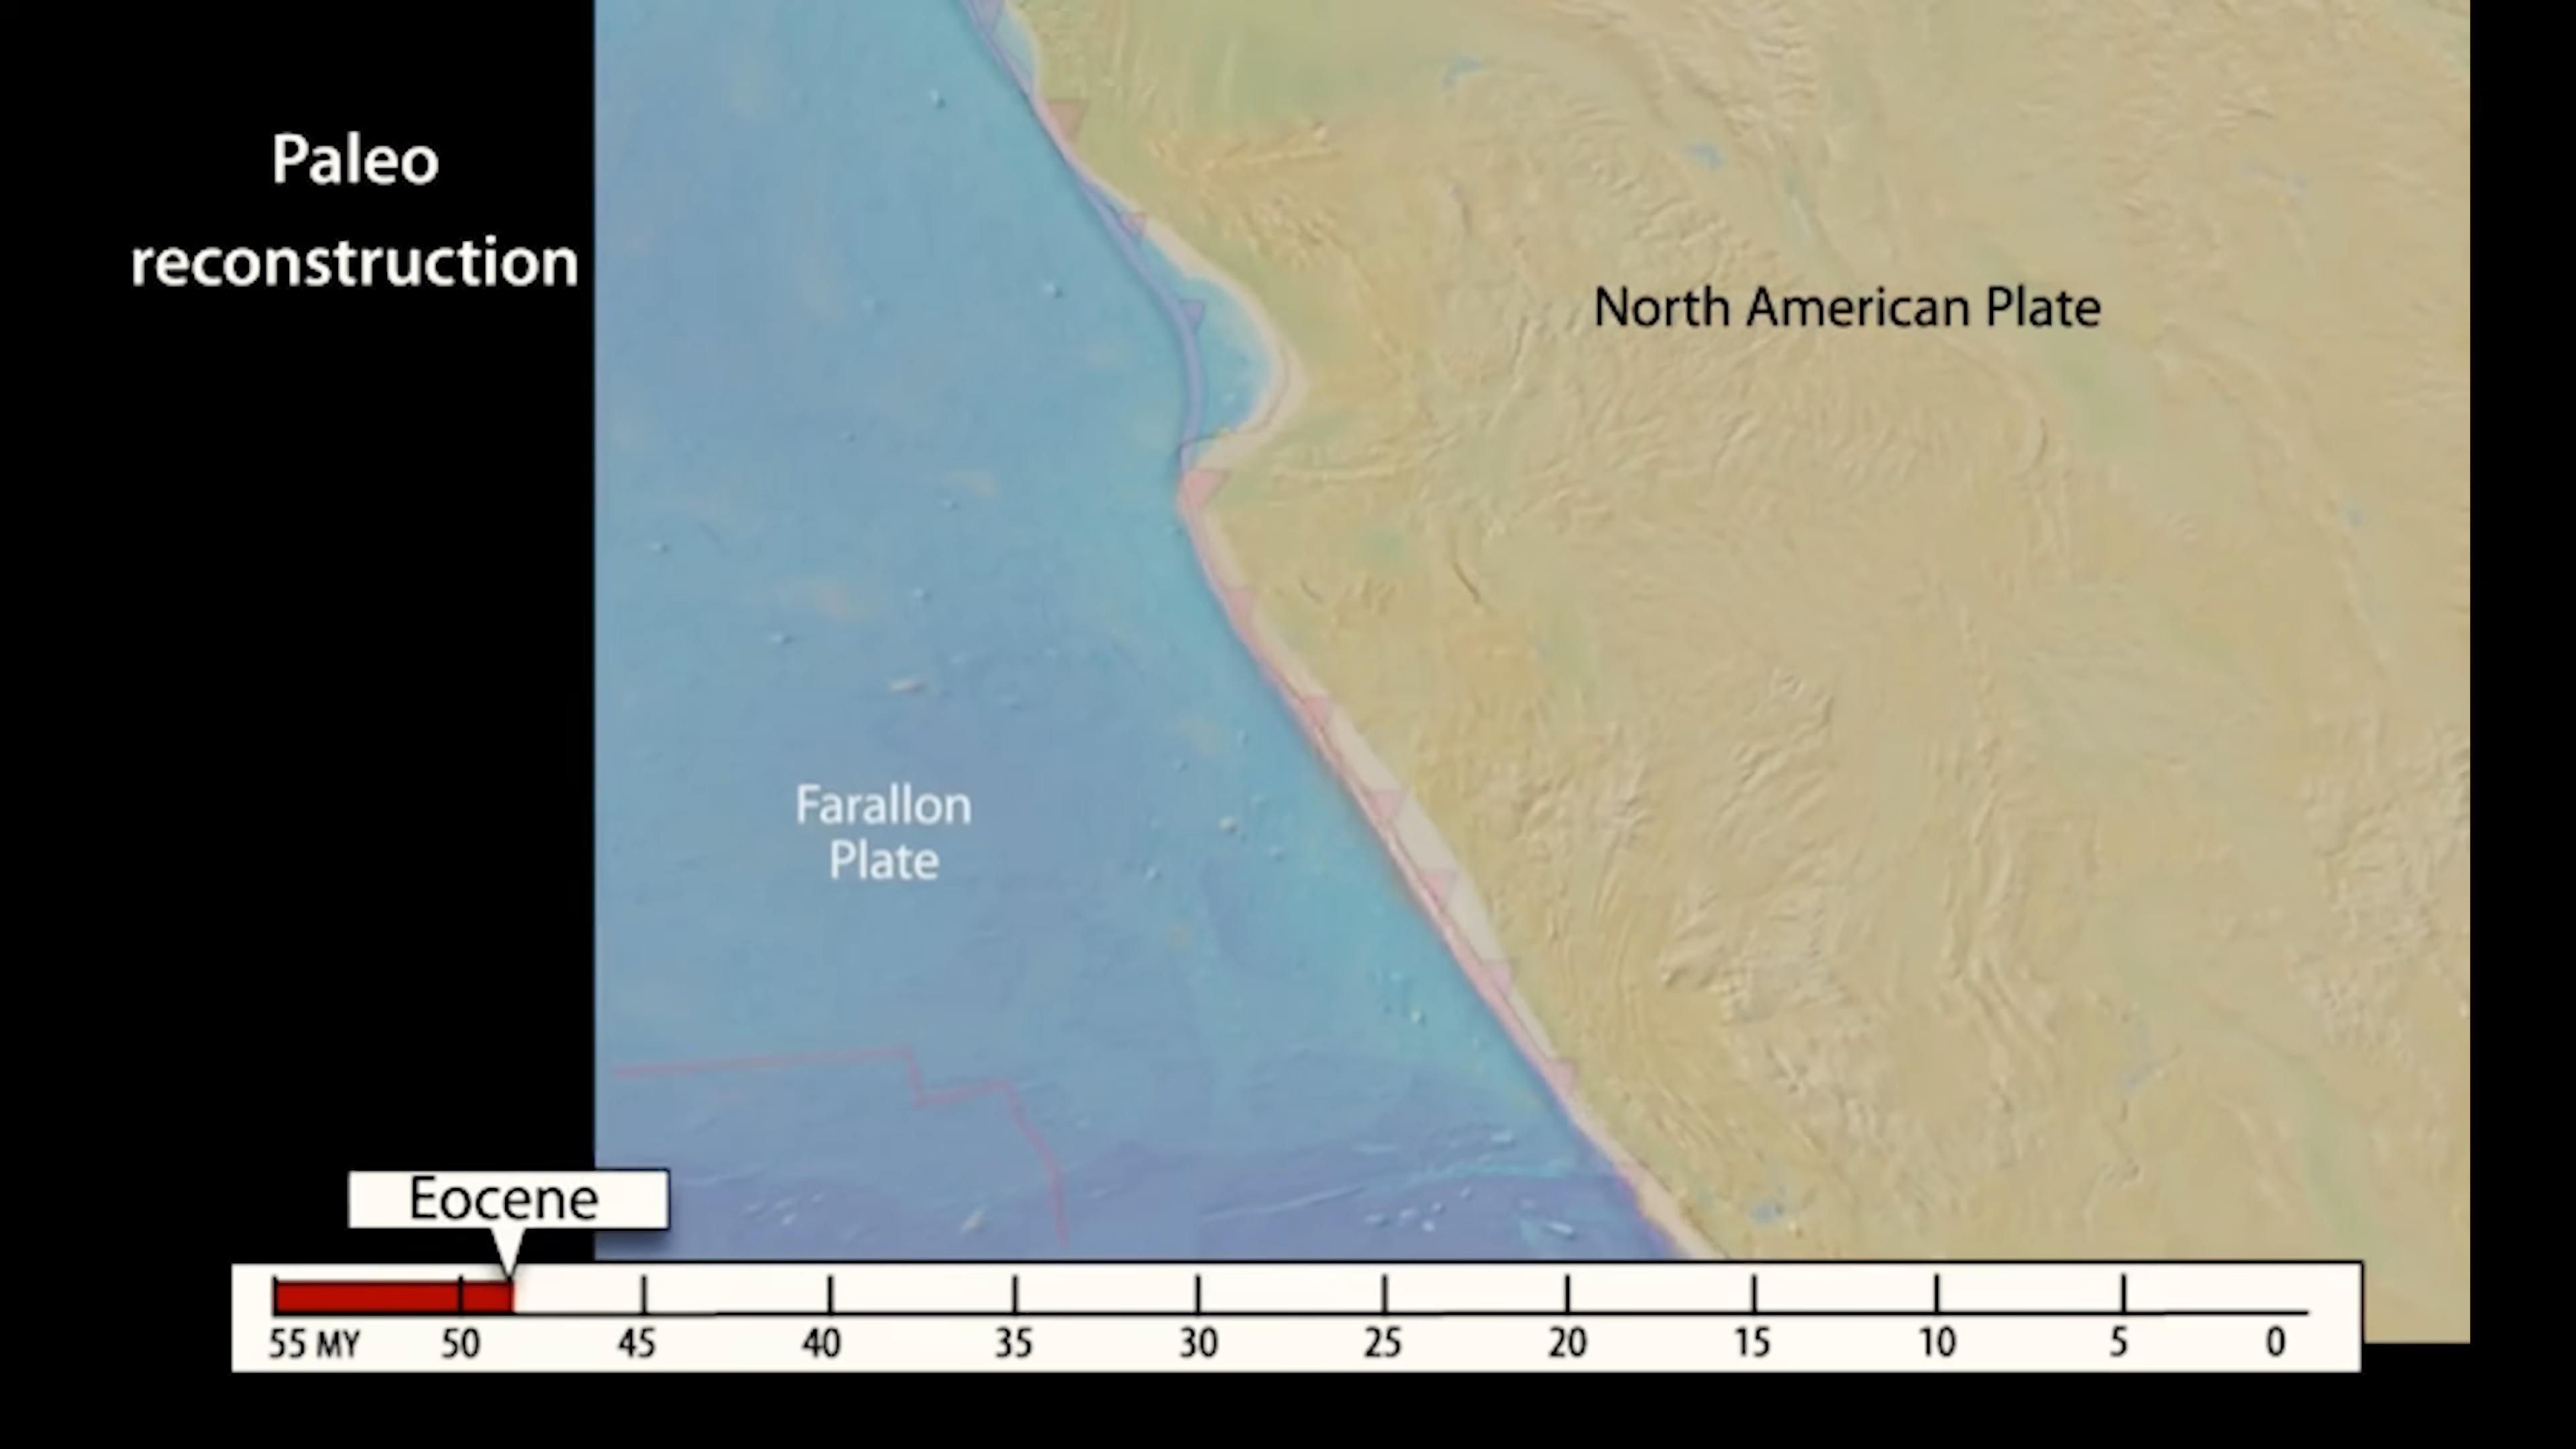 Paleo
reconstruction
North American Plate
Farallon
Plate
Eocene
55 MY 50 45 40 35 30 25 20 15 10 5 0